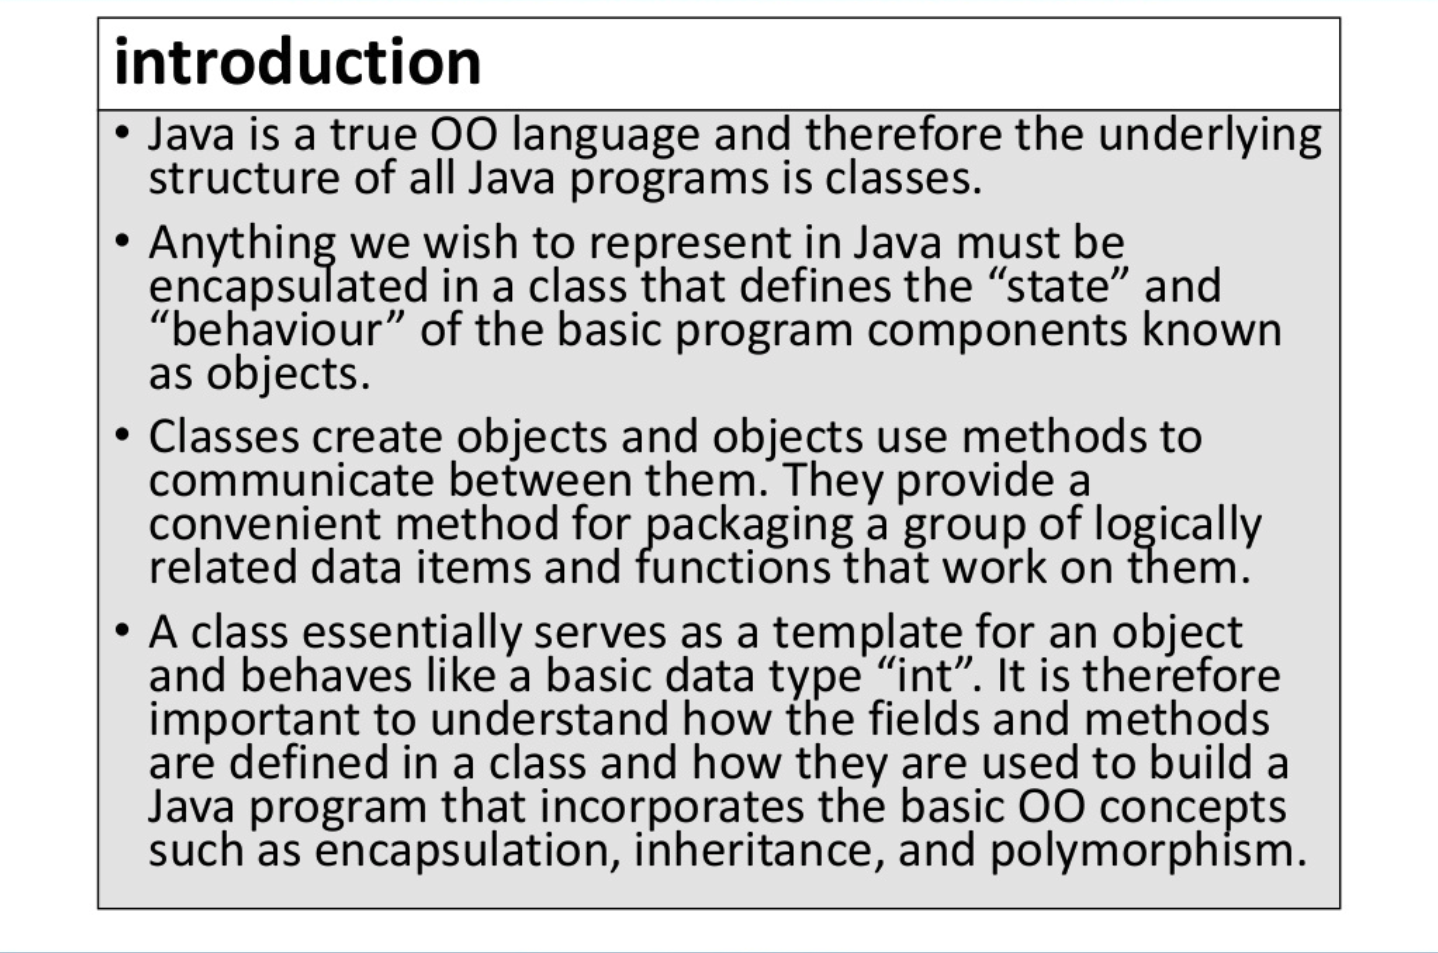 introduction
• Java is a true OO language and therefore the underlying
structure of all Java programs is classes.
• Anything we wish to represent in Java must be
encapsulated in a class that defines the “state” and
“behaviour” of the basic program components known
as objects.
• Classes create objects and objects use methods to
communicate between them. They provide a
convenient method for packaging a group of logically
related data items and functions that work on them.
• A class essentially serves as a template for an object
and behaves like a basic data type “int”. It is therefore
important to understand how the fields and methods
are defined in a class and how they are used to build a
Java program that incorporates the basic OO concepts
such as encapsulation, inheritance, and polymorphism.